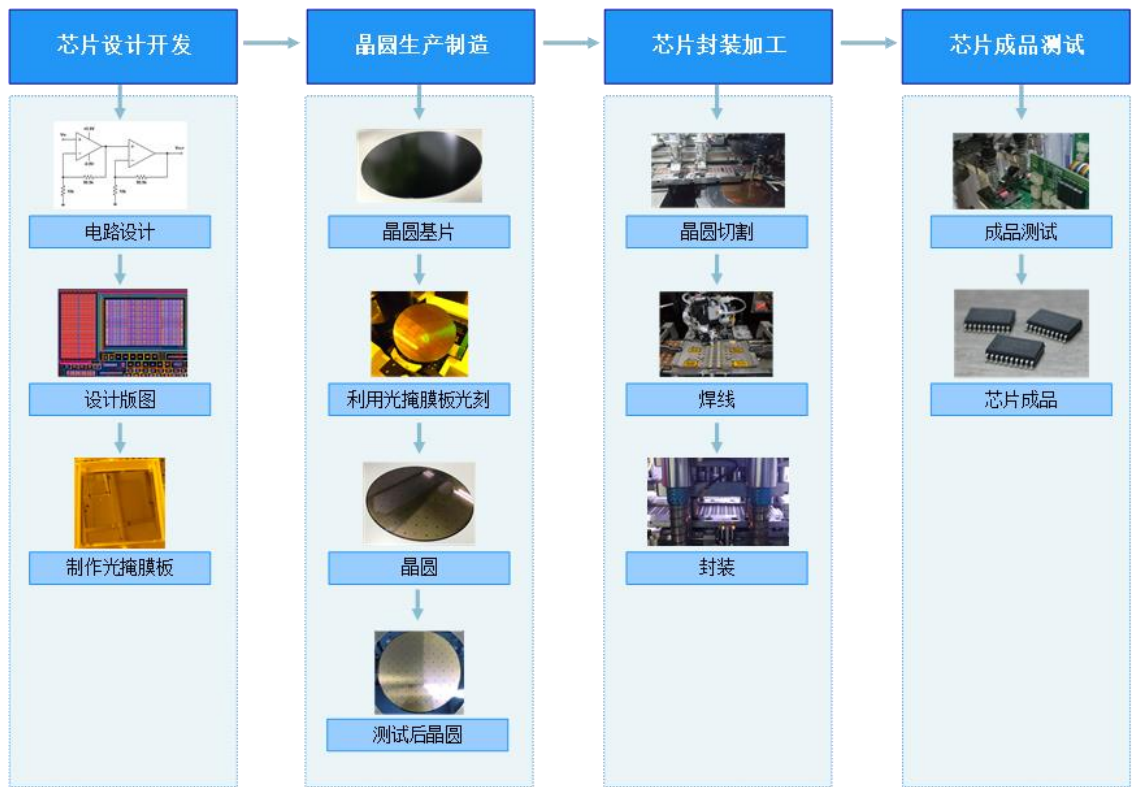 芯片设计开发
晶圆生产制造
芯片封装加工
芯片成品测试
电路设计
设计版图
制作光掩膜板
晶圆基片
利用光掩膜板光刻
晶圆
测试后晶圆
晶圆切割
焊线
封装
成品测试
芯片成品